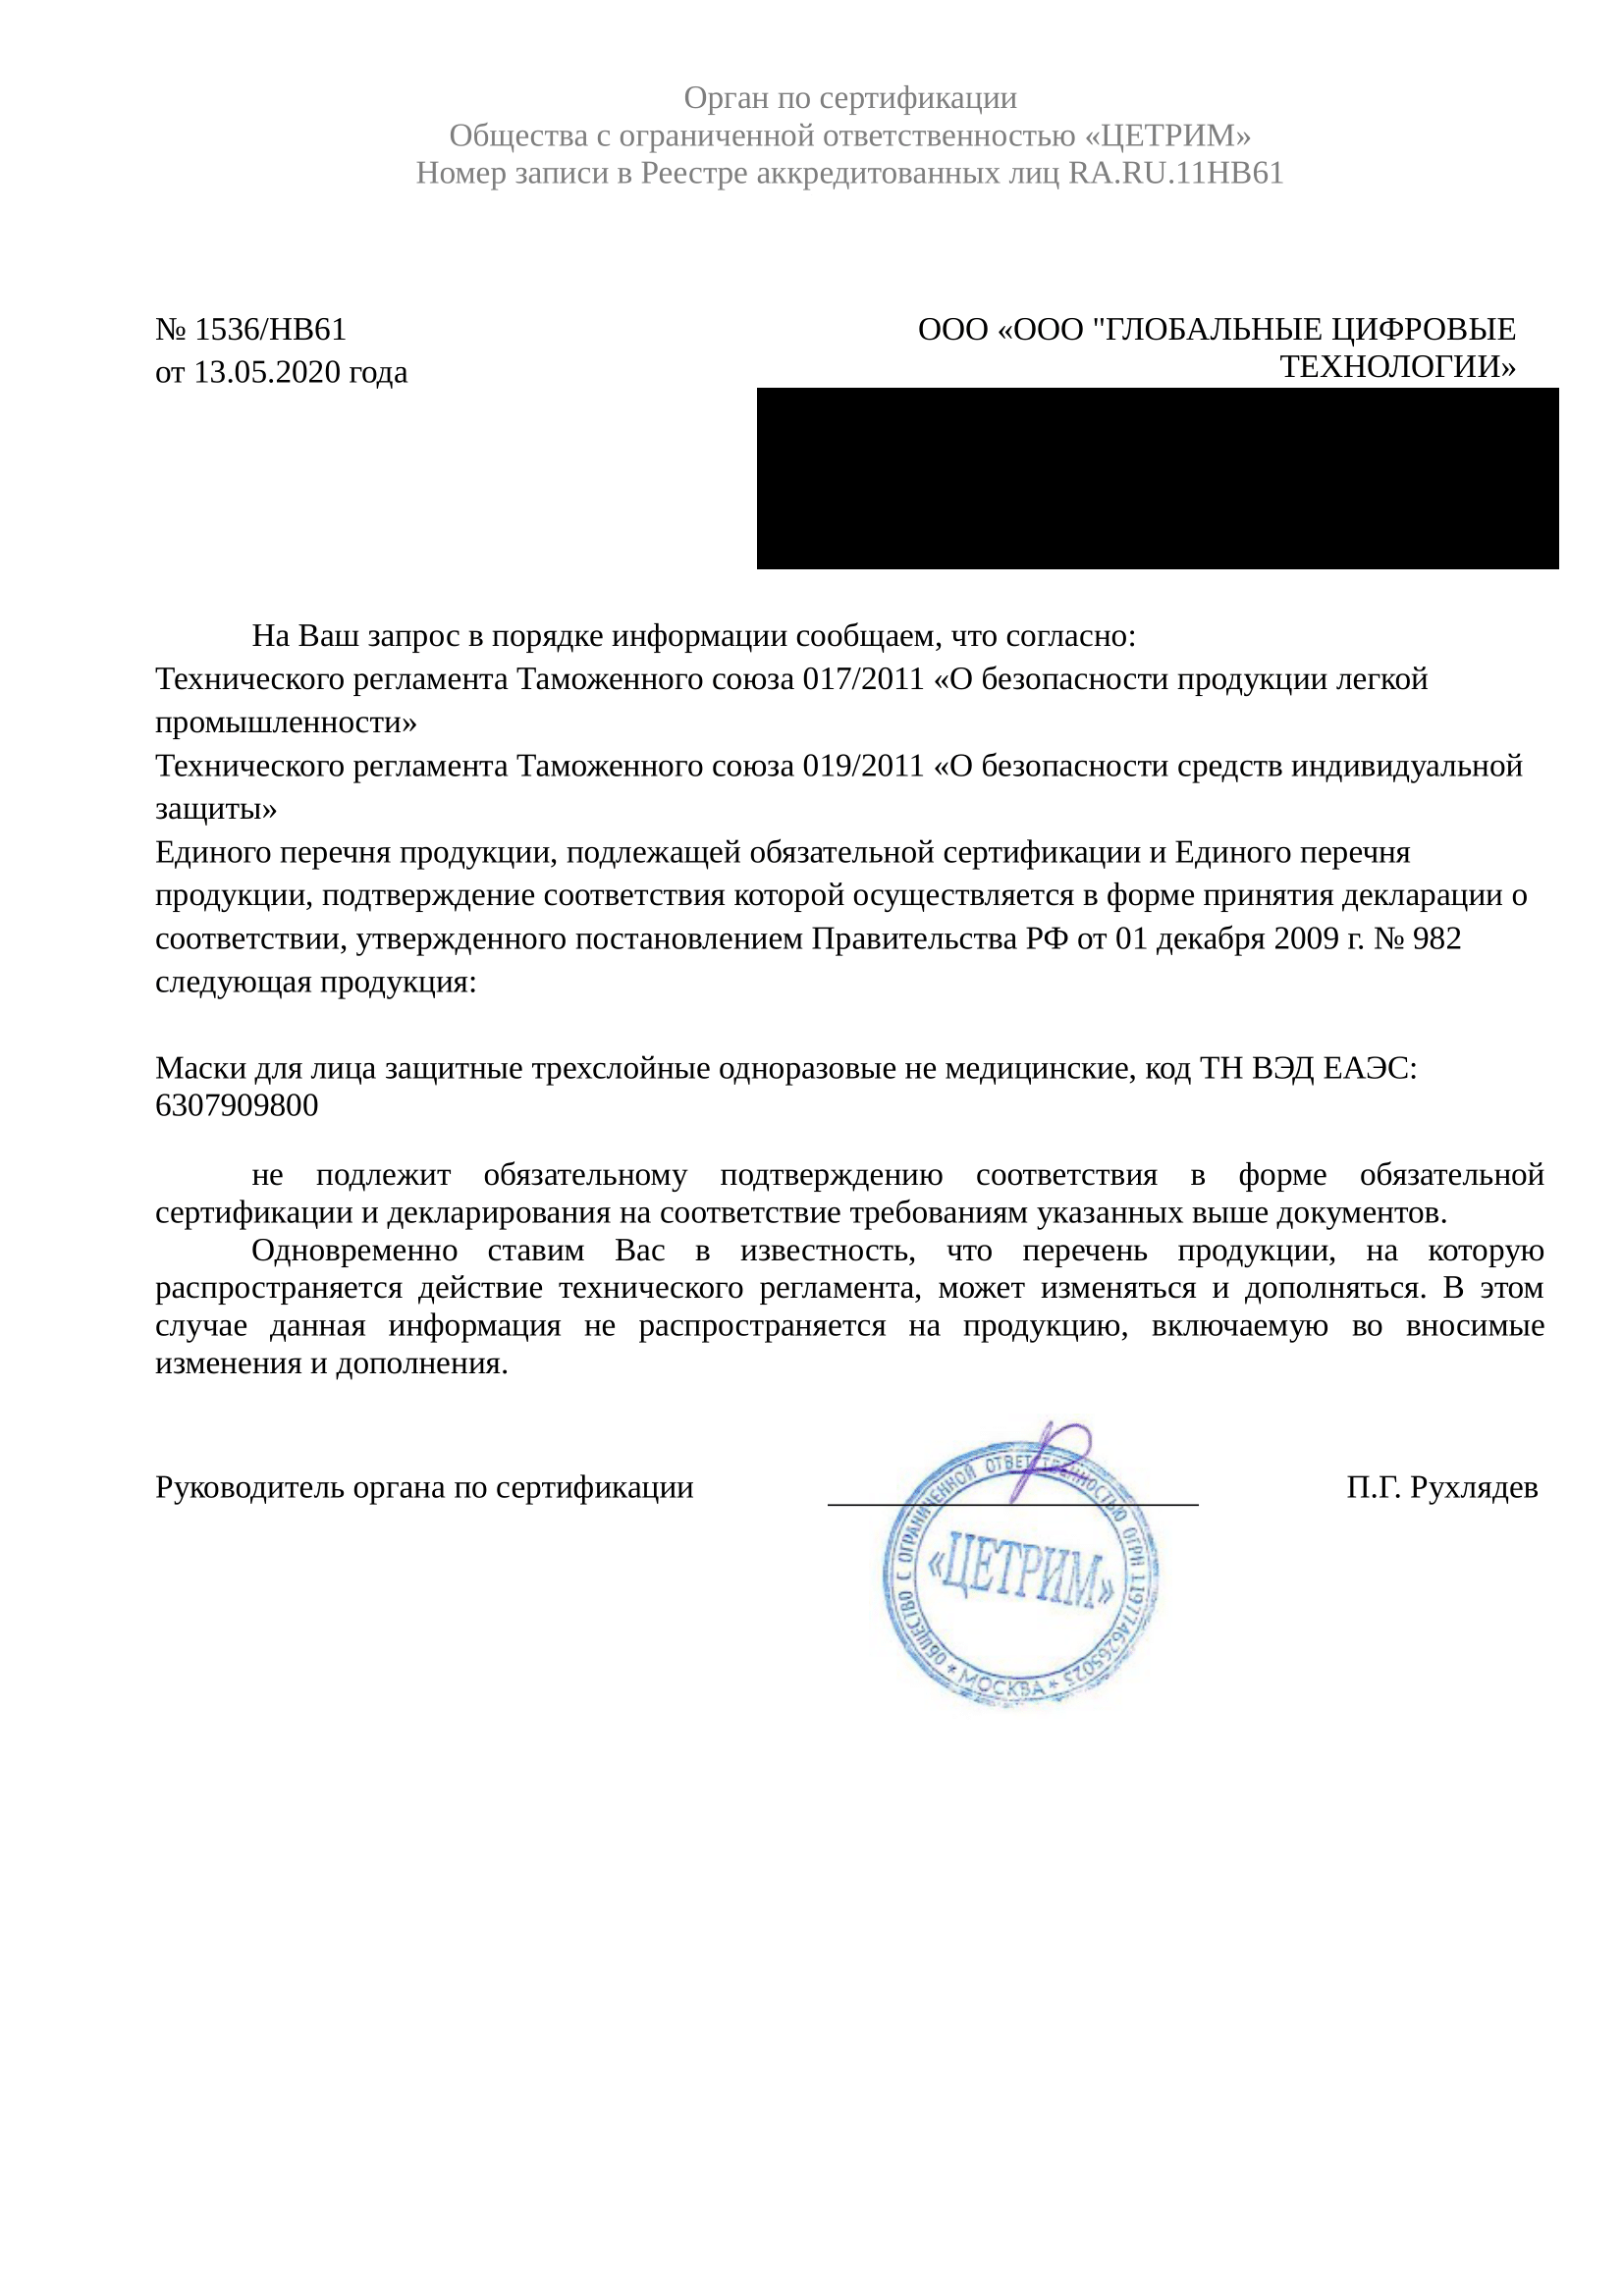 Орган по сертификации
Общества с ограниченной ответственностью «ЦЕТРИМ»
Номер записи в Реестре аккредитованных лиц RA.RU.11НВ61
№ 1536/НВ61
от 13.05.2020 года
ООО «ООО "ГЛОБАЛЬНЫЕ ЦИФРОВЫЕ
ТЕХНОЛОГИИ»
На Ваш запрос в порядке информации сообщаем, что согласно:
Технического регламента Таможенного союза 017/2011 «О безопасности продукции легкой
промышленности»
Технического регламента Таможенного союза 019/2011 «О безопасности средств индивидуальной
защиты»
Единого перечня продукции, подлежащей обязательной сертификации и Единого перечня
продукции, подтверждение соответствия которой осуществляется в форме принятия декларации о
соответствии, утвержденного постановлением Правительства РФ от 01 декабря 2009 г. № 982
следующая продукция:
Маски для лица защитные трехслойные одноразовые не медицинские, код ТН ВЭД ЕАЭС:
6307909800
не подлежит обязательному подтверждению соответствия в форме обязательной
сертификации и декларирования на соответствие требованиям указанных выше документов.
Одновременно ставим Вас в известность, что перечень продукции, на которую
распространяется действие технического регламента, может изменяться и дополняться. В этом
случае данная информация не распространяется на продукцию, включаемую во вносимые
изменения и дополнения.
Руководитель органа по сертификации
П.Г. Рухлядев
ОБЩЕСТВО С ОГРАНИЧЕННОЙ ОТВЕТСТВЕННОСТЬЮ ОГРН 1197746265023
«ЦЕТРИМ»
* МОСКВА *